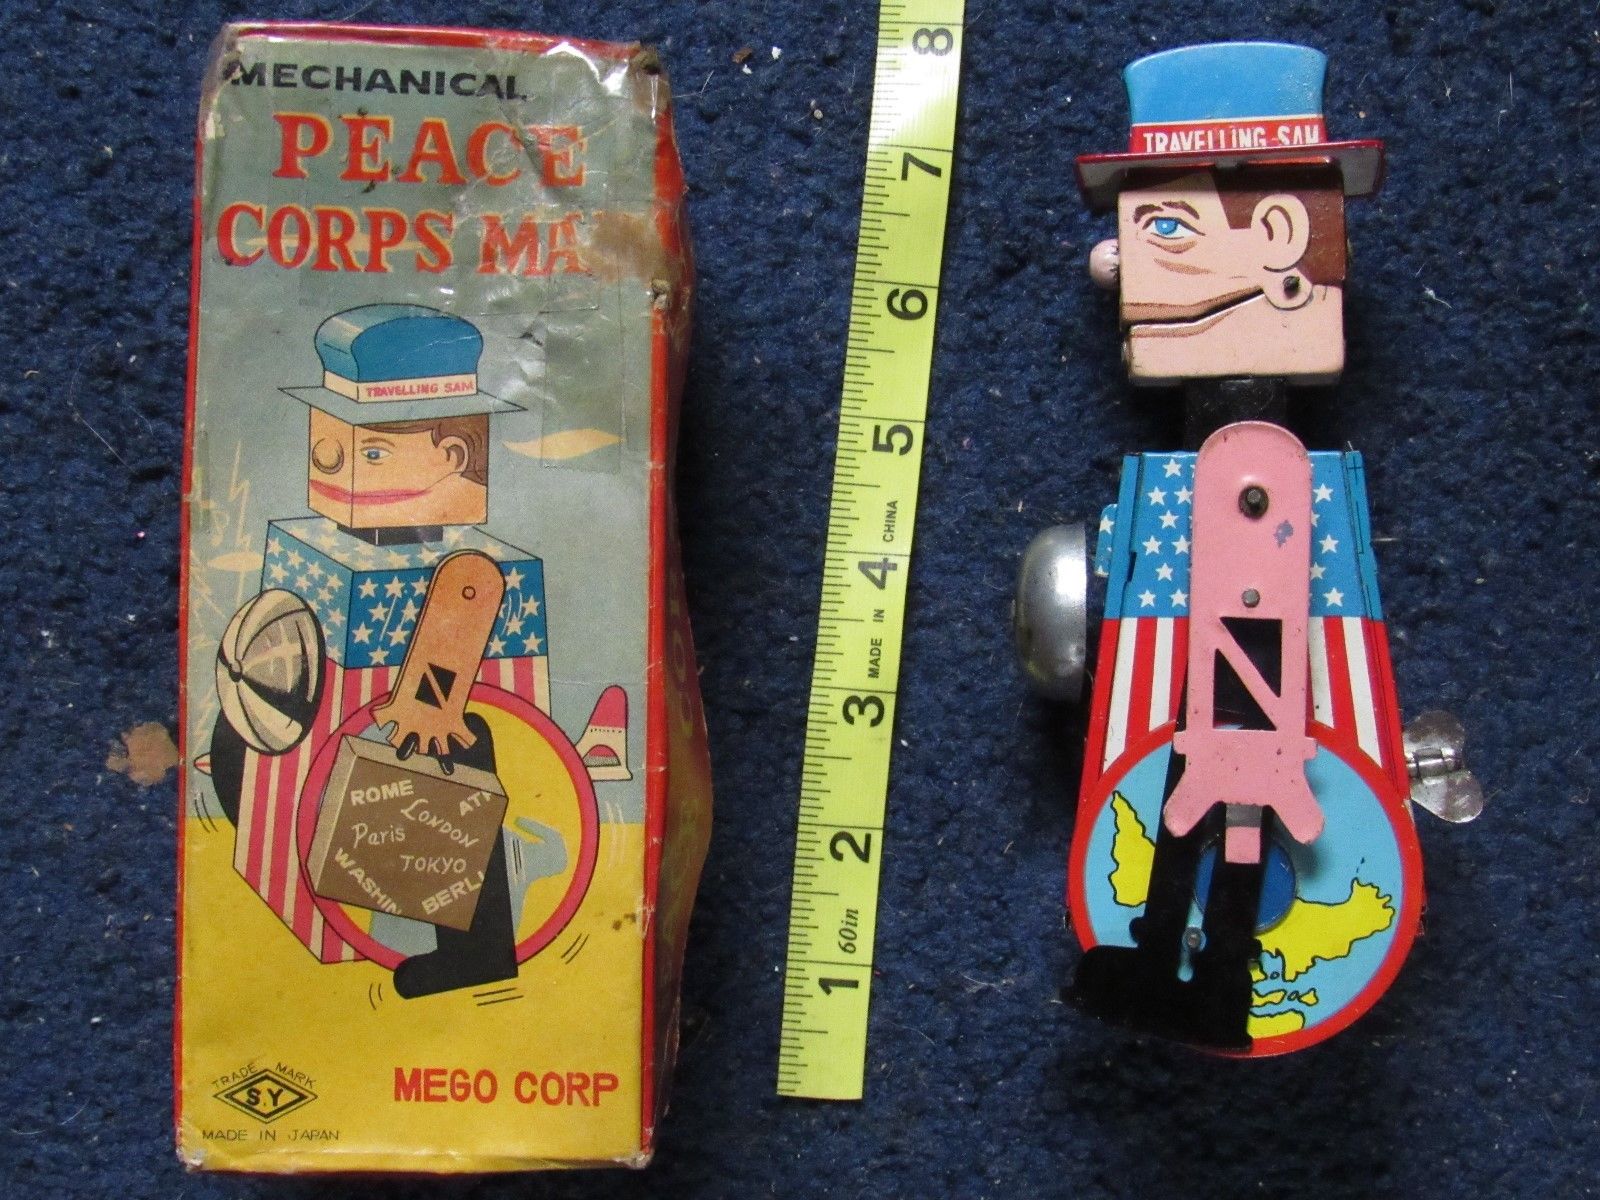 MECHANICAL
PEACE
CORPS MA
TRAVELLING SAM
ROME
LONDON
Paris
TOKYO
WASHIN
BERLI
TRADE MARK
S.Y
MADE IN JAPAN
MEGO CORP
8
7
6
5
MADE IN CHINA
4
3
2
60in
1
TRAVELLING SAM